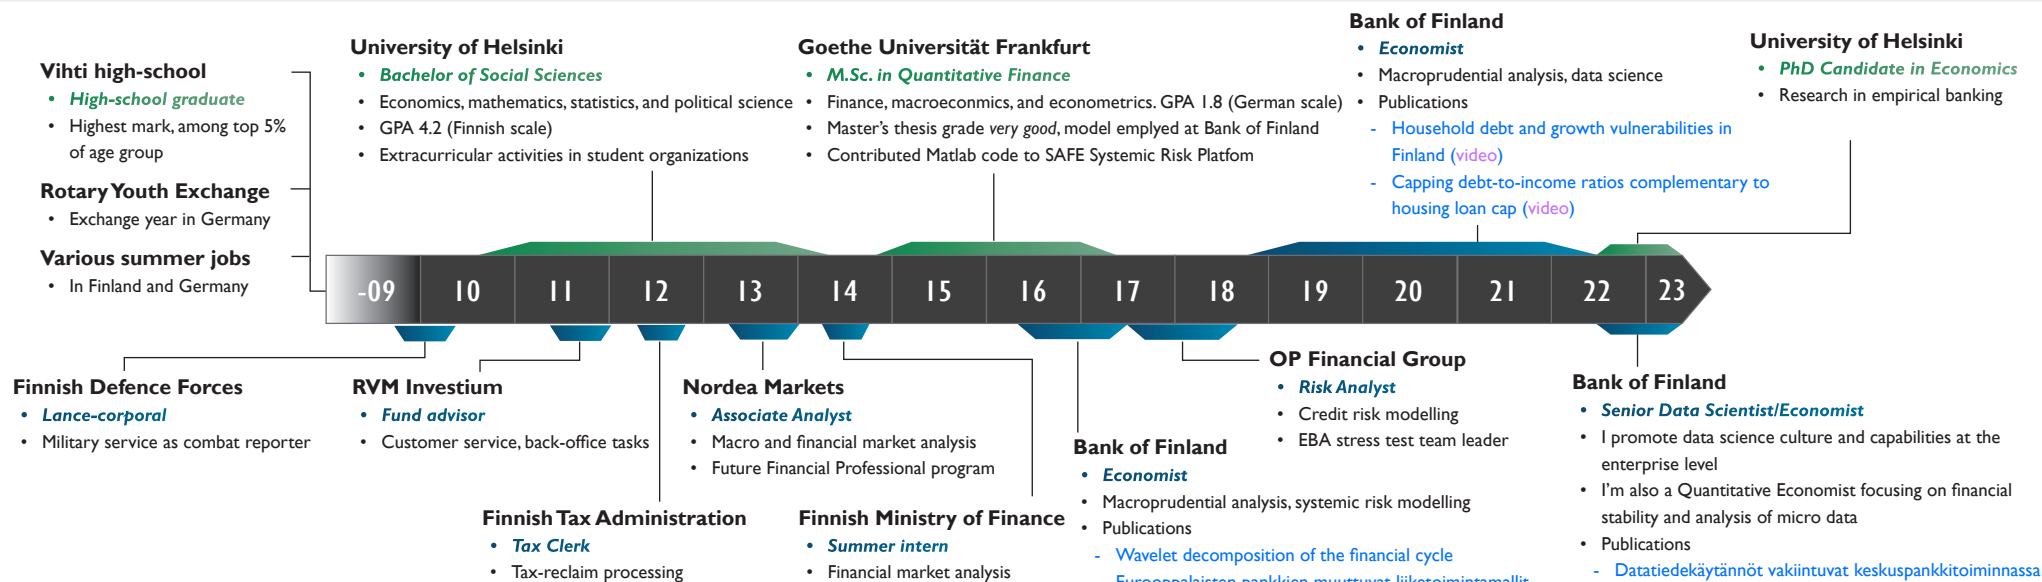 Vihti high-school
• High-school graduate
• Highest mark, among top 5%
of age group
Rotary Youth Exchange
• Exchange year in Germany
Various summer jobs
• In Finland and Germany
University of Helsinki
• Bachelor of Social Sciences
• Economics, mathematics, statistics, and political science
• GPA 4.2 (Finnish scale)
• Extracurricular activities in student organizations
Goethe Universität Frankfurt
• M.Sc. in Quantitative Finance
• Finance, macroeconmics, and econometrics. GPA 1.8 (German scale)
• Master's thesis grade very good, model emplyed at Bank of Finland
• Contributed Matlab code to SAFE Systemic Risk Platfom
Bank of Finland
• Economist
• Macroprudential analysis, data science
• Publications
- Household debt and growth vulnerabilities in
Finland (video)
- Capping debt-to-income ratios complementary to
housing loan cap (video)
University of Helsinki
• PhD Candidate in Economics
• Research in empirical banking
-09 10 11 12 13 14 15 16 17 18 19 20 21 22 23
Finnish Defence Forces
• Lance-corporal
• Military service as combat reporter
RVM Investium
• Fund advisor
• Customer service, back-office tasks
Finnish Tax Administration
• Tax Clerk
• Tax-reclaim processing
Nordea Markets
• Associate Analyst
• Macro and financial market analysis
• Future Financial Professional program
Finnish Ministry of Finance
• Summer intern
• Financial market analysis
Bank of Finland
• Economist
• Macroprudential analysis, systemic risk modelling
• Publications
- Wavelet decomposition of the financial cycle
Eurooppalaisten pankkien muuttuvat liiketoimintamallit
OP Financial Group
• Risk Analyst
• Credit risk modelling
• EBA stress test team leader
Bank of Finland
• Senior Data Scientist/Economist
• I promote data science culture and capabilities at the
enterprise level
• I'm also a Quantitative Economist focusing on financial
stability and analysis of micro data
• Publications
- Datatiedekäytännöt vakiintuvat keskuspankkitoiminnassa